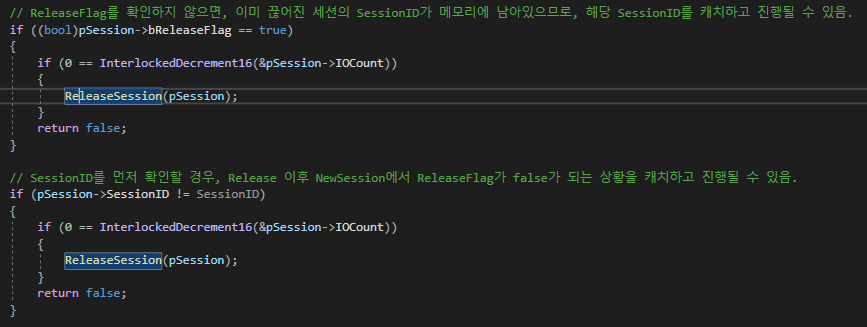 // ReleaseFlag를 확인하지 않으면, 이미 끊어진 세션의 SessionID가 메모리에 남아있으므로, 해당 SessionID를 캐치하고 진행될 수 있음.
if ((bool)pSession->bReleaseFlag == true)
{
    if (0 == InterlockedDecrement16(&pSession->IOCount))
    {
        ReleaseSession(pSession);
    }
    return false;
}

// SessionID를 먼저 확인할 경우, Release 이후 NewSession에서 ReleaseFlag가 false가 되는 상황을 캐치하고 진행될 수 있음.
if (pSession->SessionID != SessionID)
{
    if (0 == InterlockedDecrement16(&pSession->IOCount))
    {
        ReleaseSession(pSession);
    }
    return false;
}